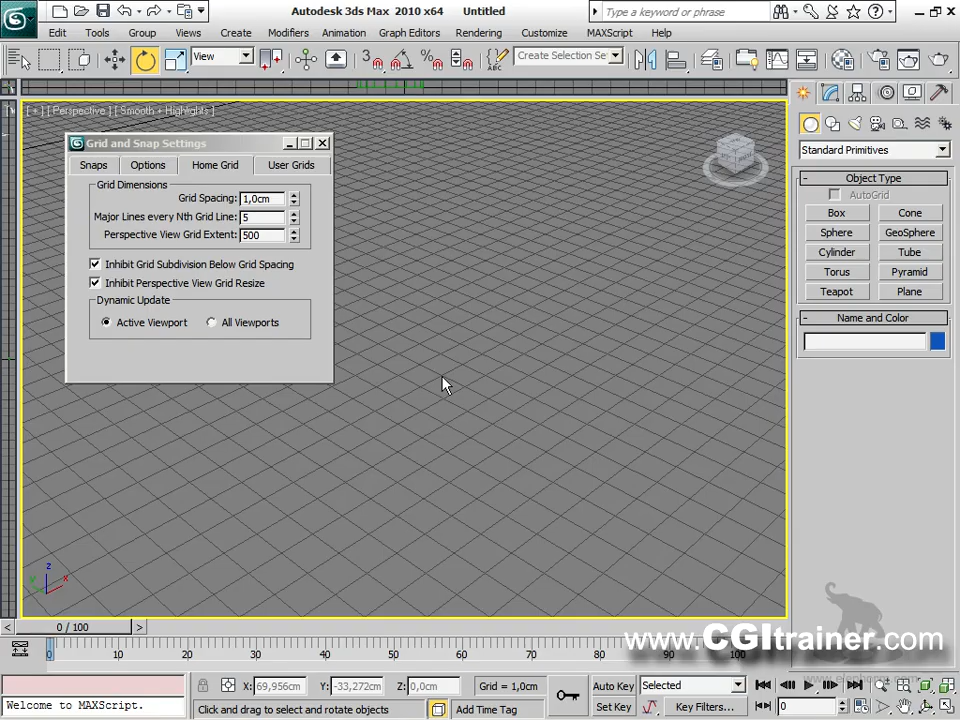 Autodesk 3ds Max 2010 x64 Untitled
Type a keyword or phrase
Edit Tools Group Views Create Modifiers Animation Graph Editors Rendering Customize MAXScript Help
View
3
ABC
Create Selection Se
[ + ] [ Perspective ] [ Smooth + Highlights ]
Grid and Snap Settings
Snaps Options Home Grid User Grids
Grid Dimensions
Grid Spacing: 1,0cm
Major Lines every Nth Grid Line: 5
Perspective View Grid Extent: 500
Inhibit Grid Subdivision Below Grid Spacing
Inhibit Perspective View Grid Resize
Dynamic Update
Active Viewport All Viewports
Standard Primitives
Object Type
AutoGrid
Box Cone
Sphere GeoSphere
Cylinder Tube
Torus Pyramid
Teapot Plane
Name and Color
z
y x
0 / 100
0 10 20 30 40 50 60 70 80 90 100
www.CGItrainer.com
X: 69,956cm Y: -33,272cm Z: 0,0cm Grid = 1,0cm
Auto Key Selected
Welcome to MAXScript.
Click and drag to select and rotate objects Add Time Tag
Set Key Key Filters... 0